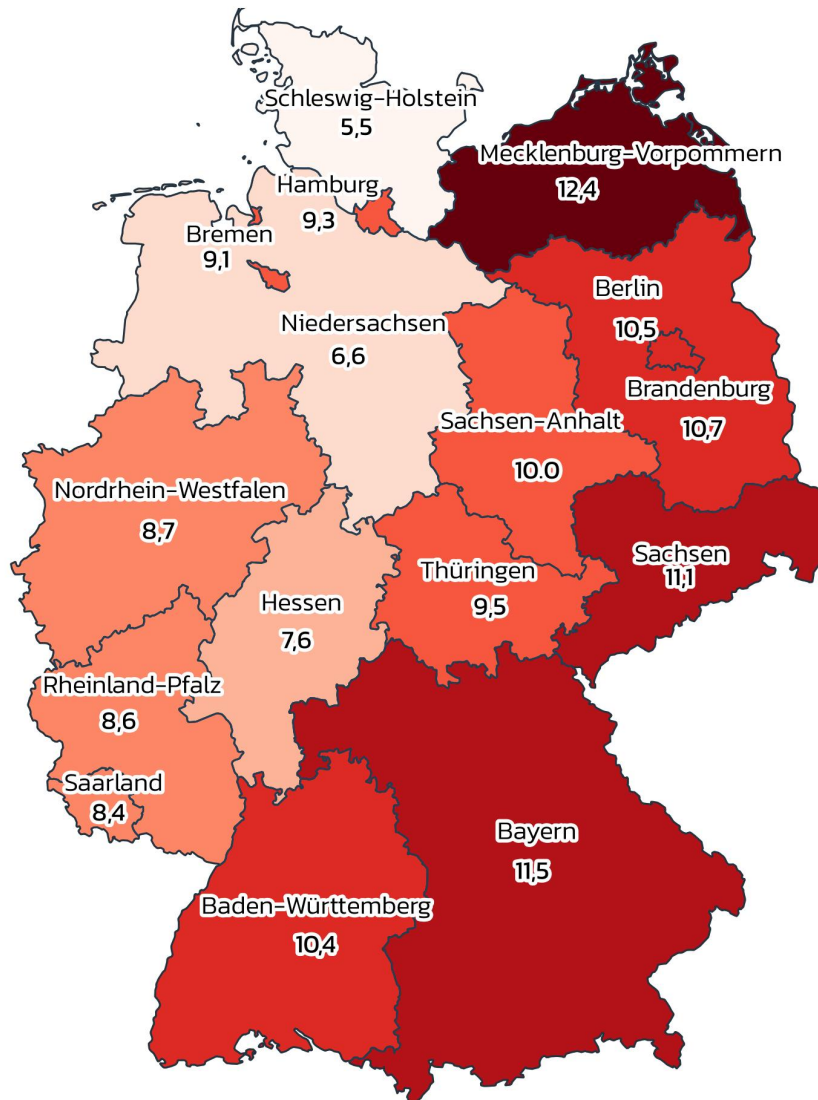 Schleswig-Holstein
5,5
Mecklenburg-Vorpommern
12,4
Hamburg
9,3
Bremen
9,1
Berlin
10,5
Niedersachsen
6,6
Brandenburg
10,7
Sachsen-Anhalt
10.0
Nordrhein-Westfalen
8,7
Sachsen
11,1
Thüringen
9,5
Hessen
7,6
Rheinland-Pfalz
8,6
Saarland
8,4
Bayern
11,5
Baden-Württemberg
10,4